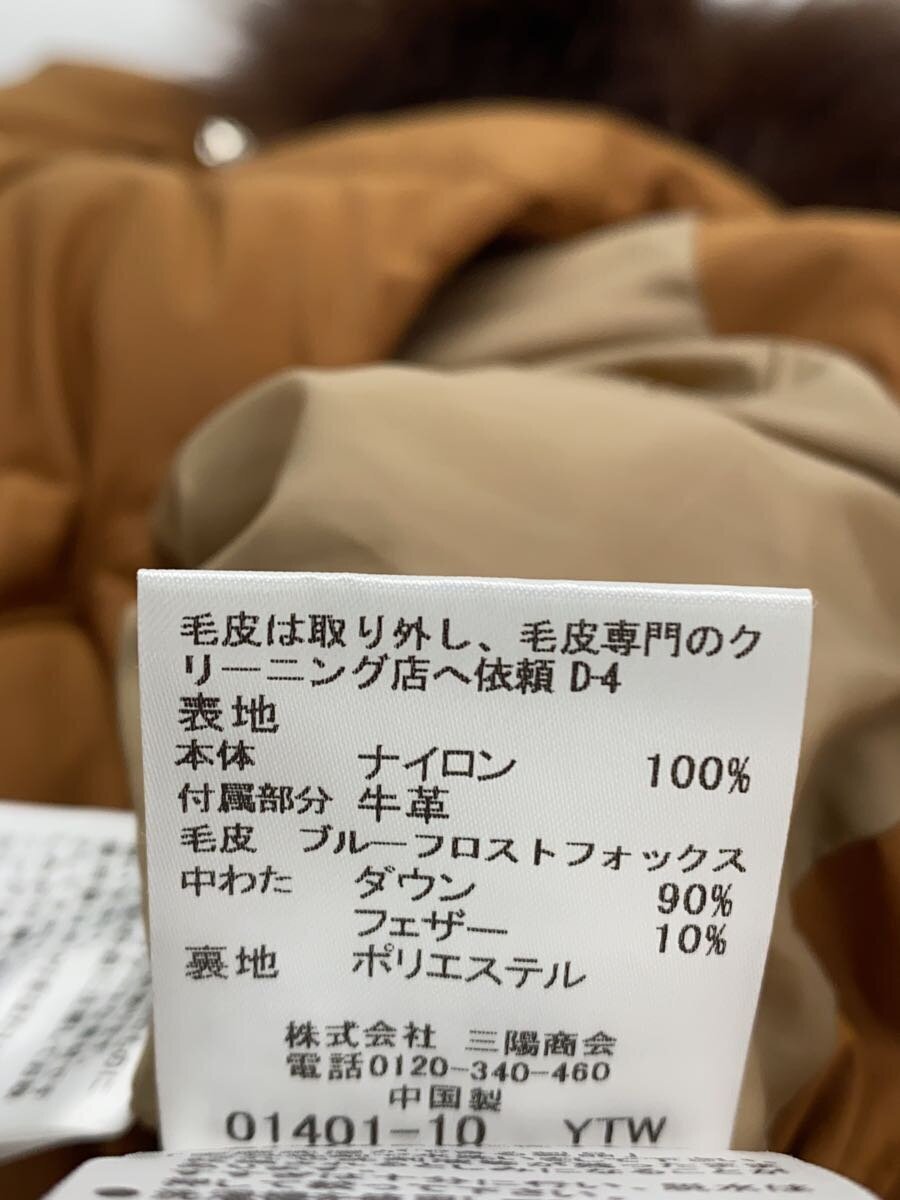 毛皮は取り外し、毛皮専門のク
リーニング店へ依頼 D-4
表地
本体 ナイロン 100%
付属部分 牛革
毛皮 ブルーフロストフォックス
中わた ダウン 90%
フェザー 10%
裏地 ポリエステル
株式会社 三陽商会
電話0120-340-460
中国製
01401-10 YTW